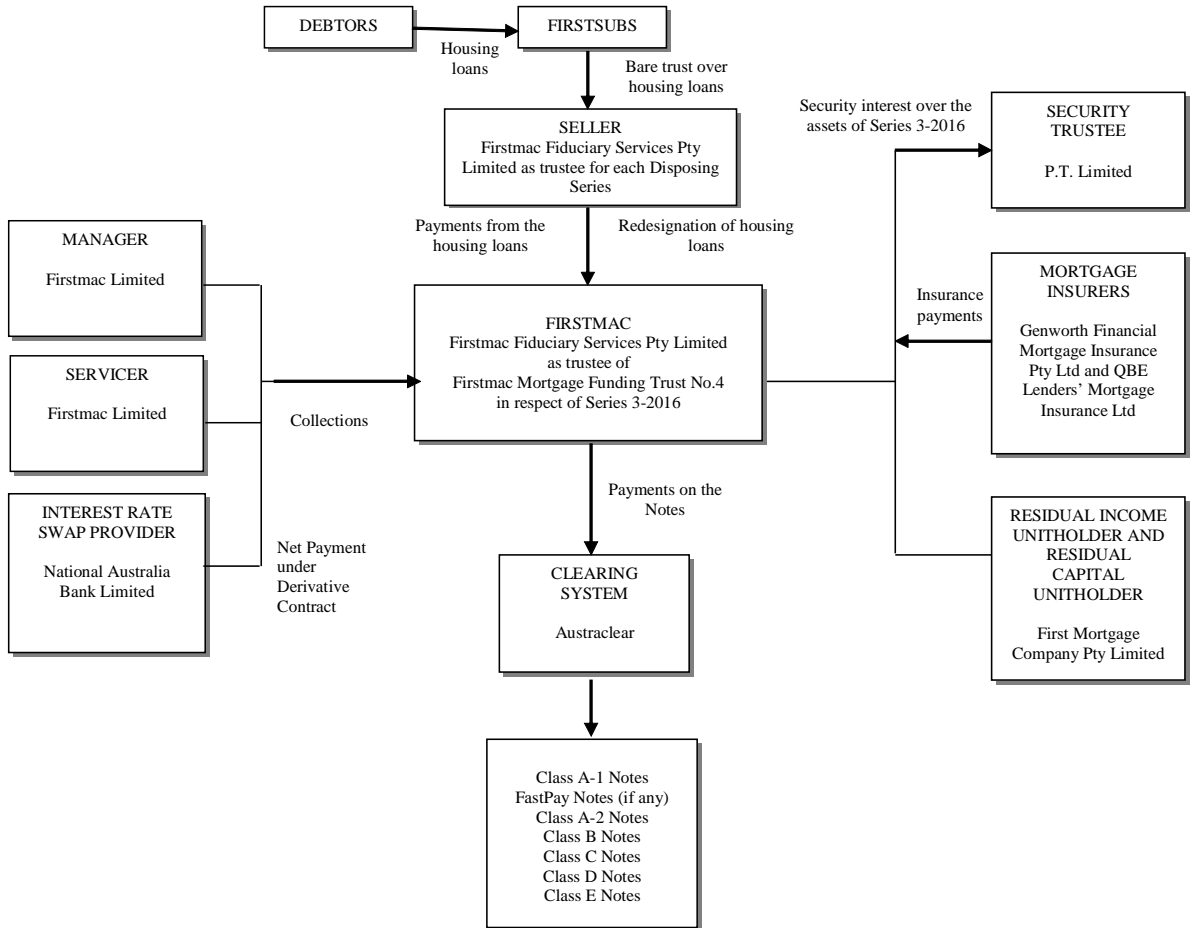 DEBTORS
FIRSTSUBS
Housing
loans
Bare trust over
housing loans
SELLER
Firstmac Fiduciary Services Pty
Limited as trustee for each Disposing
Series
Security interest over the
assets of Series 3-2016
SECURITY
TRUSTEE
P.T. Limited
Payments from the
housing loans
Redesignation of housing
loans
MANAGER
Firstmac Limited
FIRSTMAC
Firstmac Fiduciary Services Pty Limited
as trustee of
Firstmac Mortgage Funding Trust No.4
in respect of Series 3-2016
Insurance
payments
MORTGAGE
INSURERS
Genworth Financial
Mortgage Insurance
Pty Ltd and QBE
Lenders’ Mortgage
Insurance Ltd
SERVICER
Firstmac Limited
Collections
Payments on the
Notes
INTEREST RATE
SWAP PROVIDER
National Australia
Bank Limited
Net Payment
under
Derivative
Contract
CLEARING
SYSTEM
Austraclear
RESIDUAL INCOME
UNITHOLDER AND
RESIDUAL
CAPITAL
UNITHOLDER
First Mortgage
Company Pty Limited
Class A-1 Notes
FastPay Notes (if any)
Class A-2 Notes
Class B Notes
Class C Notes
Class D Notes
Class E Notes